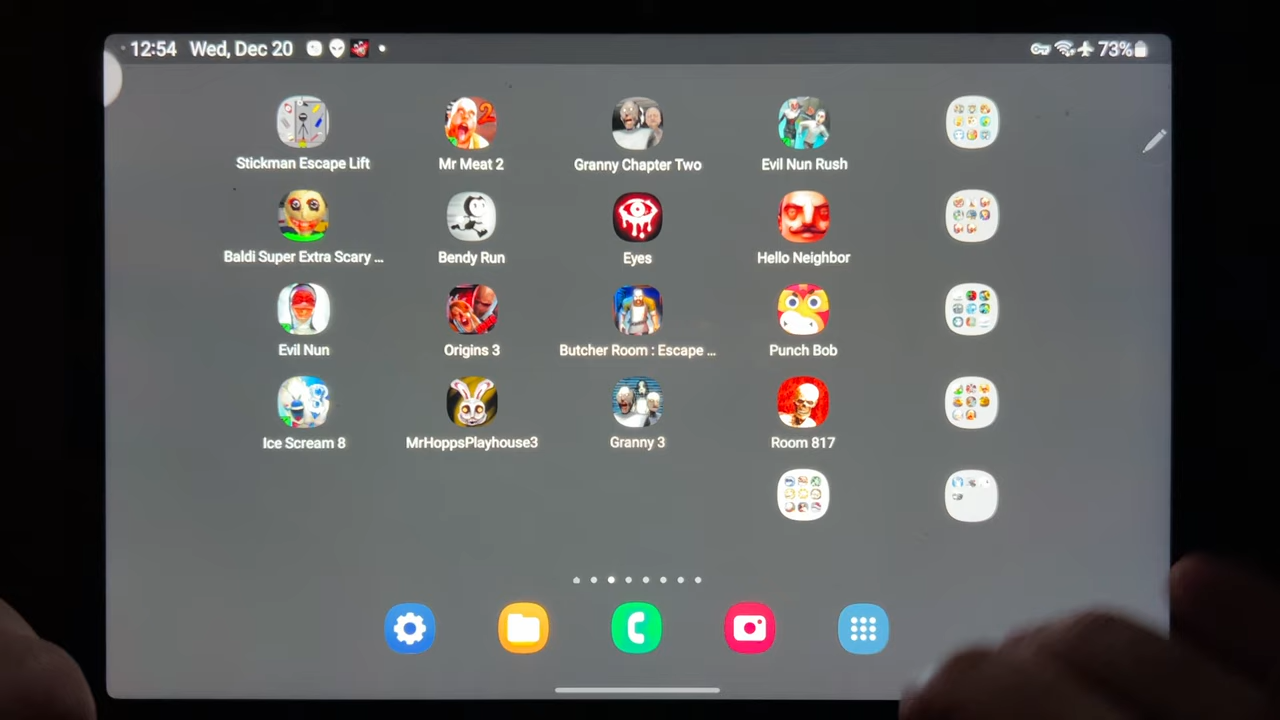 12:54 Wed, Dec 20 73%
Stickman Escape Lift Mr Meat 2 Granny Chapter Two Evil Nun Rush
Baldi Super Extra Scary ... Bendy Run Eyes Hello Neighbor
Evil Nun Origins 3 Butcher Room : Escape ... Punch Bob
Ice Scream 8 MrHoppsPlayhouse3 Granny 3 Room 817